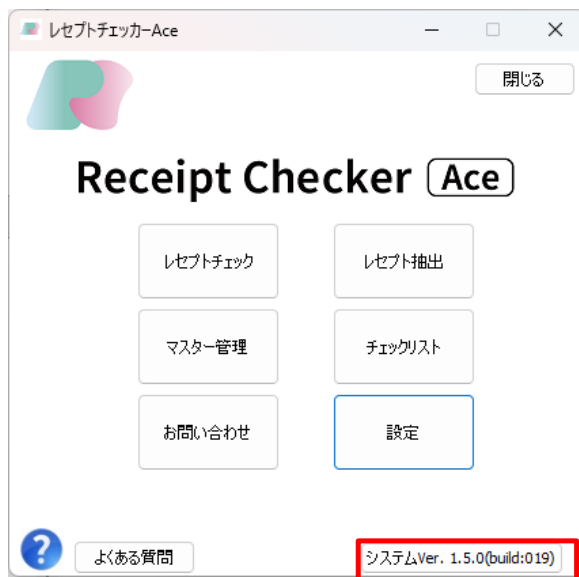 レセプトチェッカーAce
閉じる
Receipt Checker Ace
レセプトチェック
レセプト抽出
マスター管理
チェックリスト
お問い合わせ
設定
?
よくある質問
システムVer. 1.5.0(build:019)